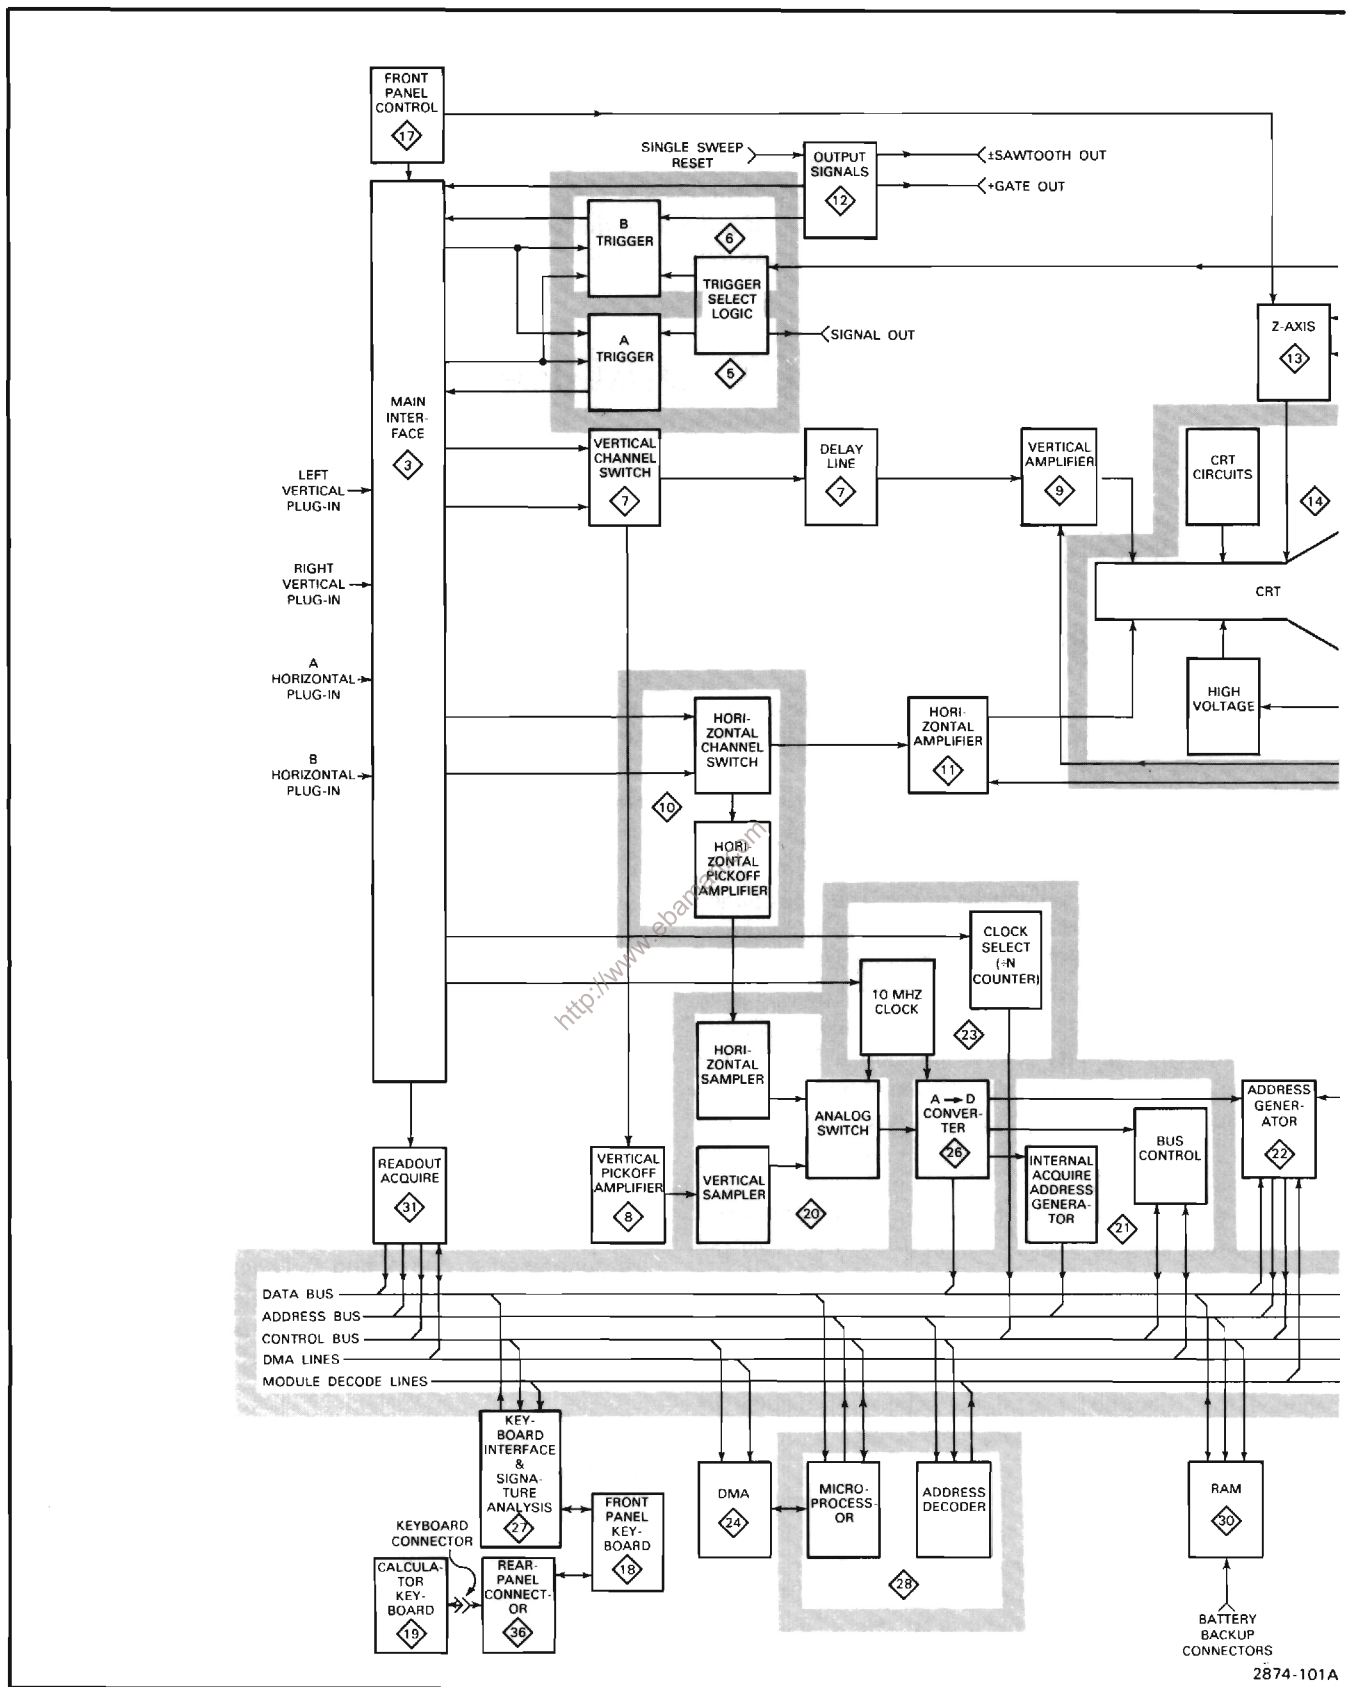 FRONT
PANEL
CONTROL
17
SINGLE SWEEP
RESET
OUTPUT
SIGNALS
12
±SAWTOOTH OUT
+GATE OUT
B
TRIGGER
6
TRIGGER
SELECT
LOGIC
SIGNAL OUT
A
TRIGGER
5
Z-AXIS
13
MAIN
INTER-
FACE
3
LEFT
VERTICAL
PLUG-IN
RIGHT
VERTICAL
PLUG-IN
A
HORIZONTAL
PLUG-IN
B
HORIZONTAL
PLUG-IN
VERTICAL
CHANNEL
SWITCH
7
DELAY
LINE
7
VERTICAL
AMPLIFIER
9
CRT
CIRCUITS
14
CRT
HIGH
VOLTAGE
HORI-
ZONTAL
CHANNEL
SWITCH
10
HORI-
ZONTAL
AMPLIFIER
11
HORI-
ZONTAL
PICKOFF
AMPLIFIER
http://www.ebaman.com
CLOCK
SELECT
(÷N
COUNTER)
10 MHZ
CLOCK
23
HORI-
ZONTAL
SAMPLER
ANALOG
SWITCH
A → D
CONVER-
TER
26
ADDRESS
GENER-
ATOR
22
BUS
CONTROL
READOUT
ACQUIRE
31
VERTICAL
PICKOFF
AMPLIFIER
8
VERTICAL
SAMPLER
20
INTERNAL
ACQUIRE
ADDRESS
GENERA-
TOR
21
DATA BUS
ADDRESS BUS
CONTROL BUS
DMA LINES
MODULE DECODE LINES
KEY-
BOARD
INTERFACE
&
SIGNA-
TURE
ANALYSIS
27
FRONT
PANEL
KEY-
BOARD
18
KEYBOARD
CONNECTOR
CALCULA-
TOR
KEY-
BOARD
19
REAR-
PANEL
CONNECT-
OR
36
DMA
24
MICRO-
PROCESS-
OR
ADDRESS
DECODER
28
RAM
30
BATTERY
BACKUP
CONNECTORS
2874-101A